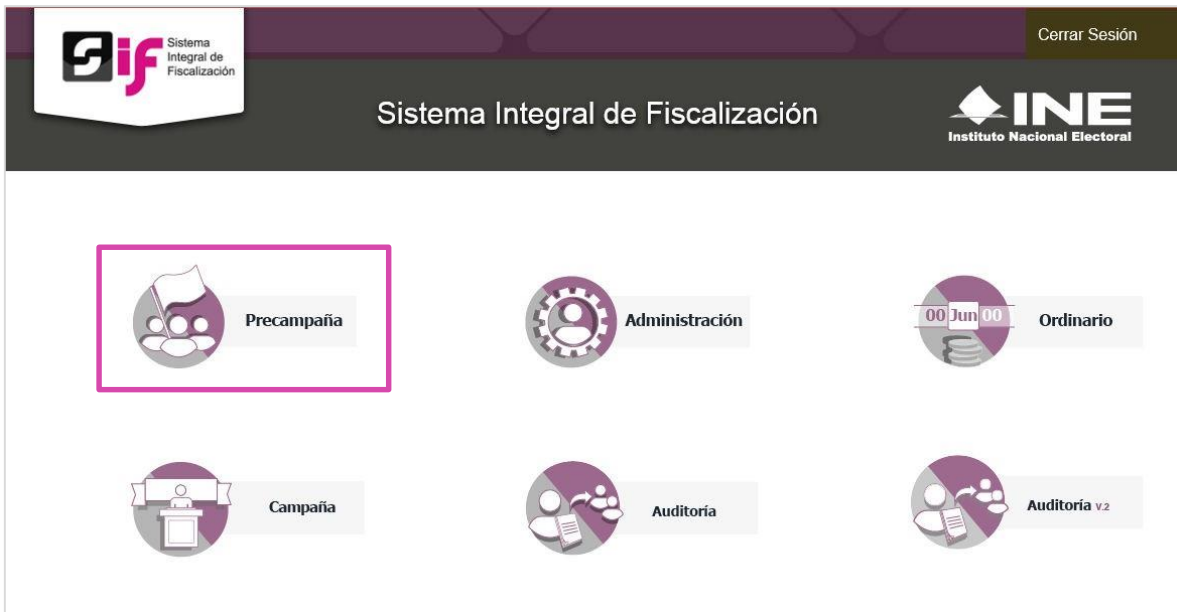 Cerrar Sesión
Sif
Sistema
Integral de
Fiscalización
Sistema Integral de Fiscalización
INE
Instituto Nacional Electoral
Precampaña
Administración
00 Jun 00
Ordinario
Campaña
Auditoría
Auditoría v.2